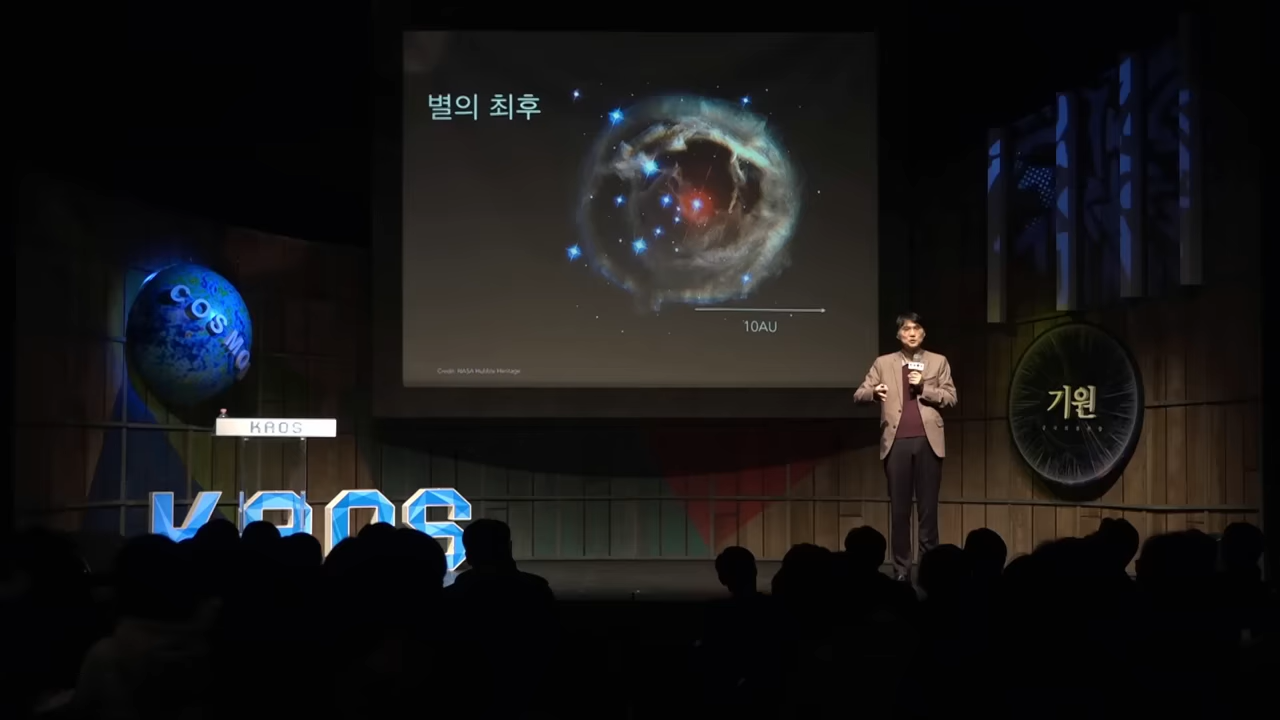 별의 최후
10AU
Credit: NASA Hubble Heritage
COSMO
KAOS
KAOS
기원